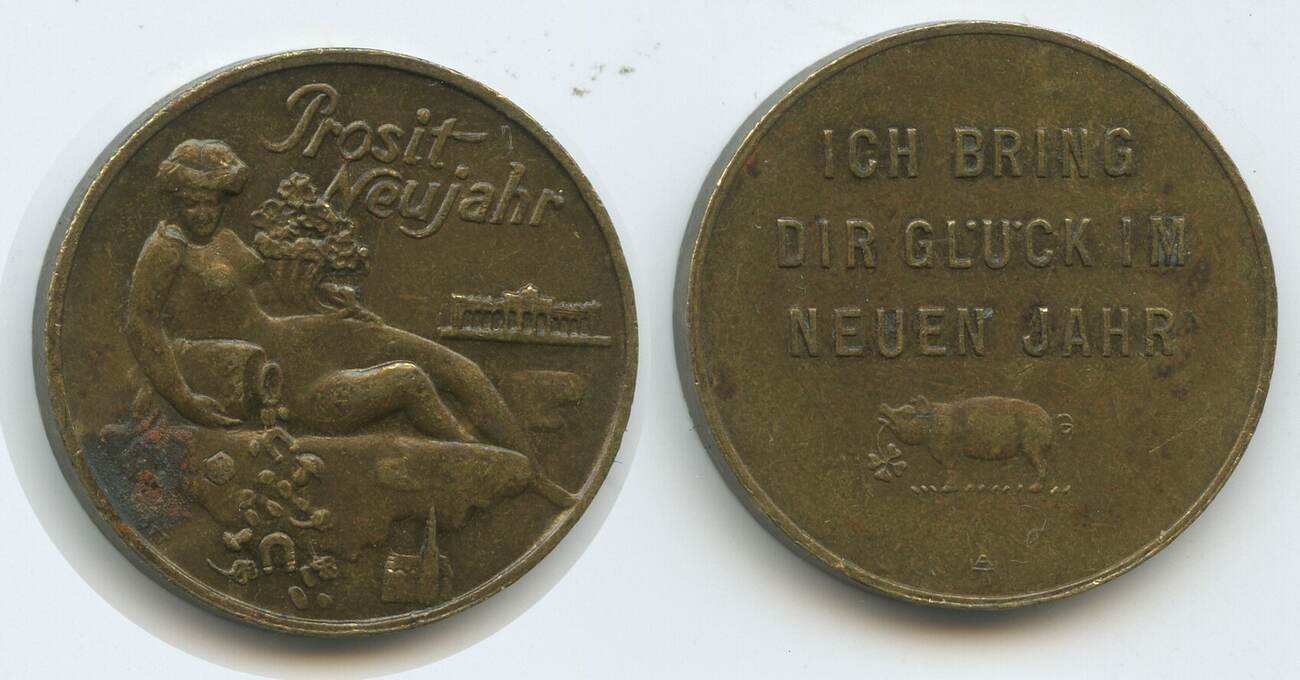 Prosit
Neujahr
ICH BRING
DIR GLÜCK IM
NEUEN JAHR